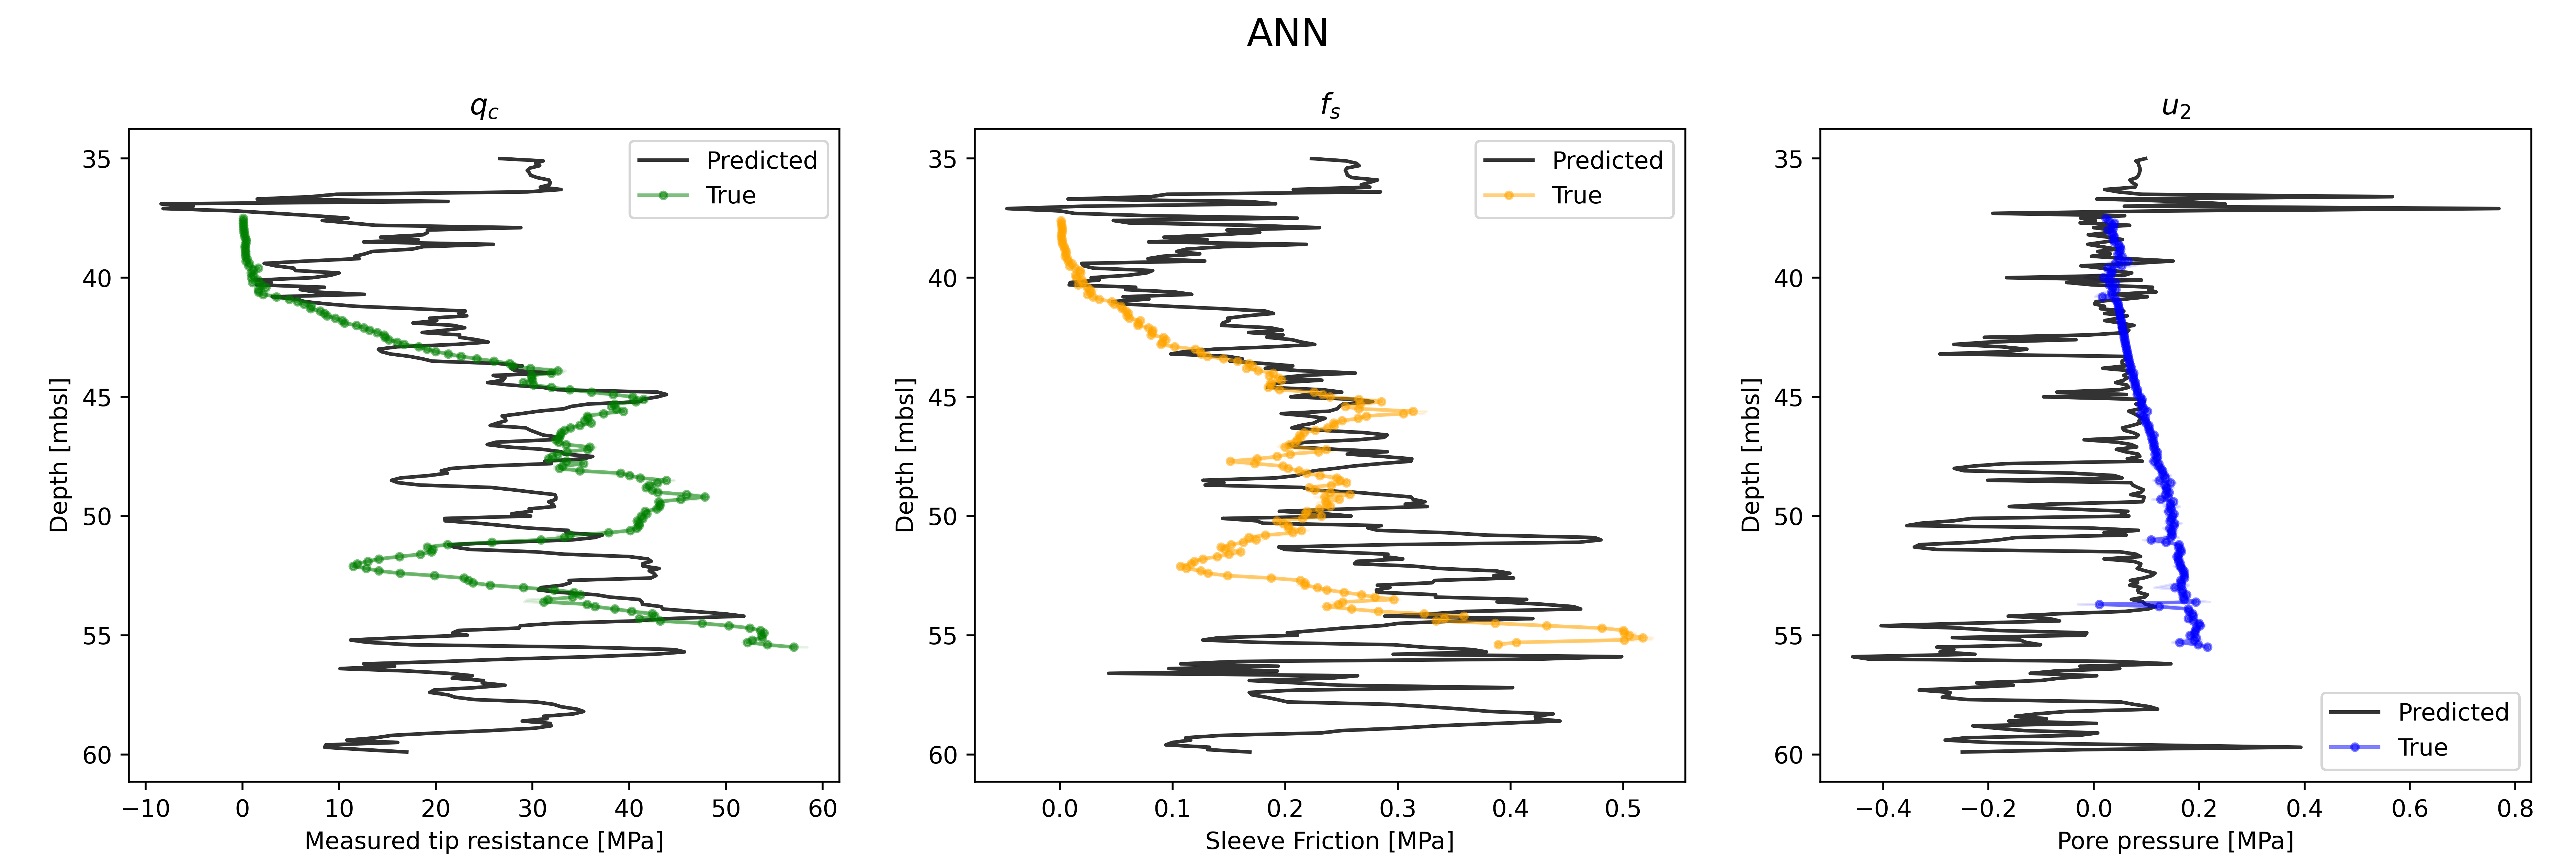 ANN
q_c
Predicted
True
35
40
45
50
55
60
Depth [mbsl]
−10 0 10 20 30 40 50 60
Measured tip resistance [MPa]
f_s
Predicted
True
35
40
45
50
55
60
Depth [mbsl]
0.0 0.1 0.2 0.3 0.4 0.5
Sleeve Friction [MPa]
u_2
35
40
45
50
55
60
Depth [mbsl]
Predicted
True
−0.4 −0.2 0.0 0.2 0.4 0.6 0.8
Pore pressure [MPa]